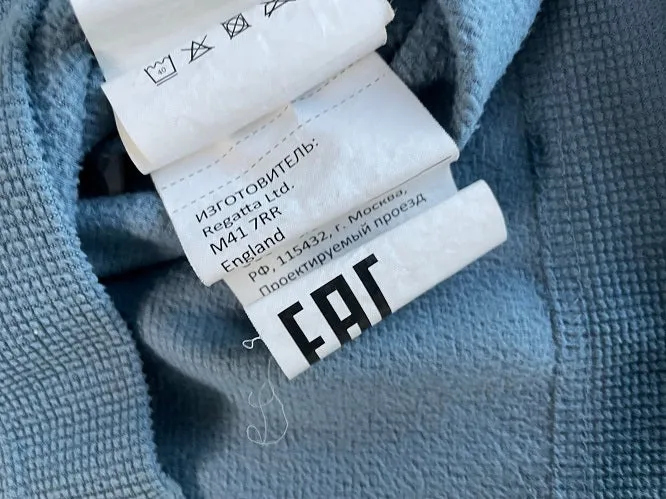 40
ИЗГОТОВИТЕЛЬ:
Regatta Ltd.
M41 7RR
England
РФ, 115432, г. Москва,
Проектируемый проезд
EAC